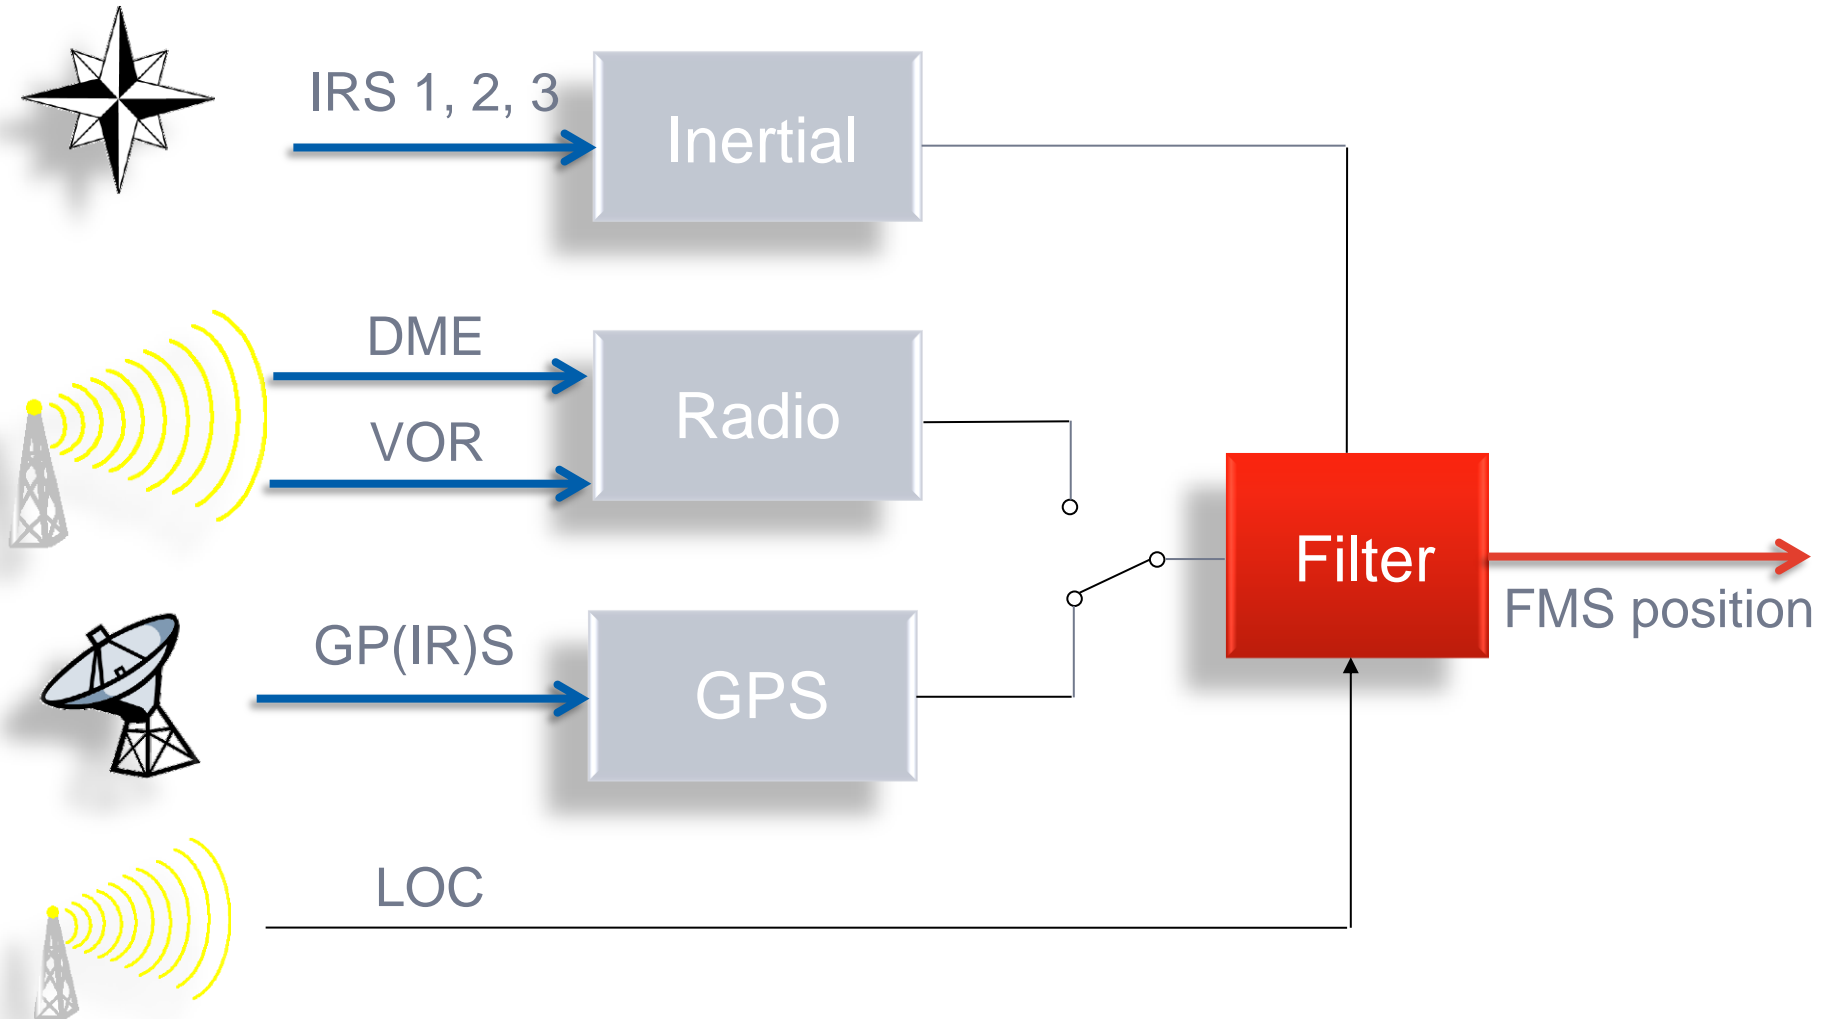 IRS 1, 2, 3
Inertial
DME
VOR
Radio
GP(IR)S
GPS
Filter
FMS position
LOC